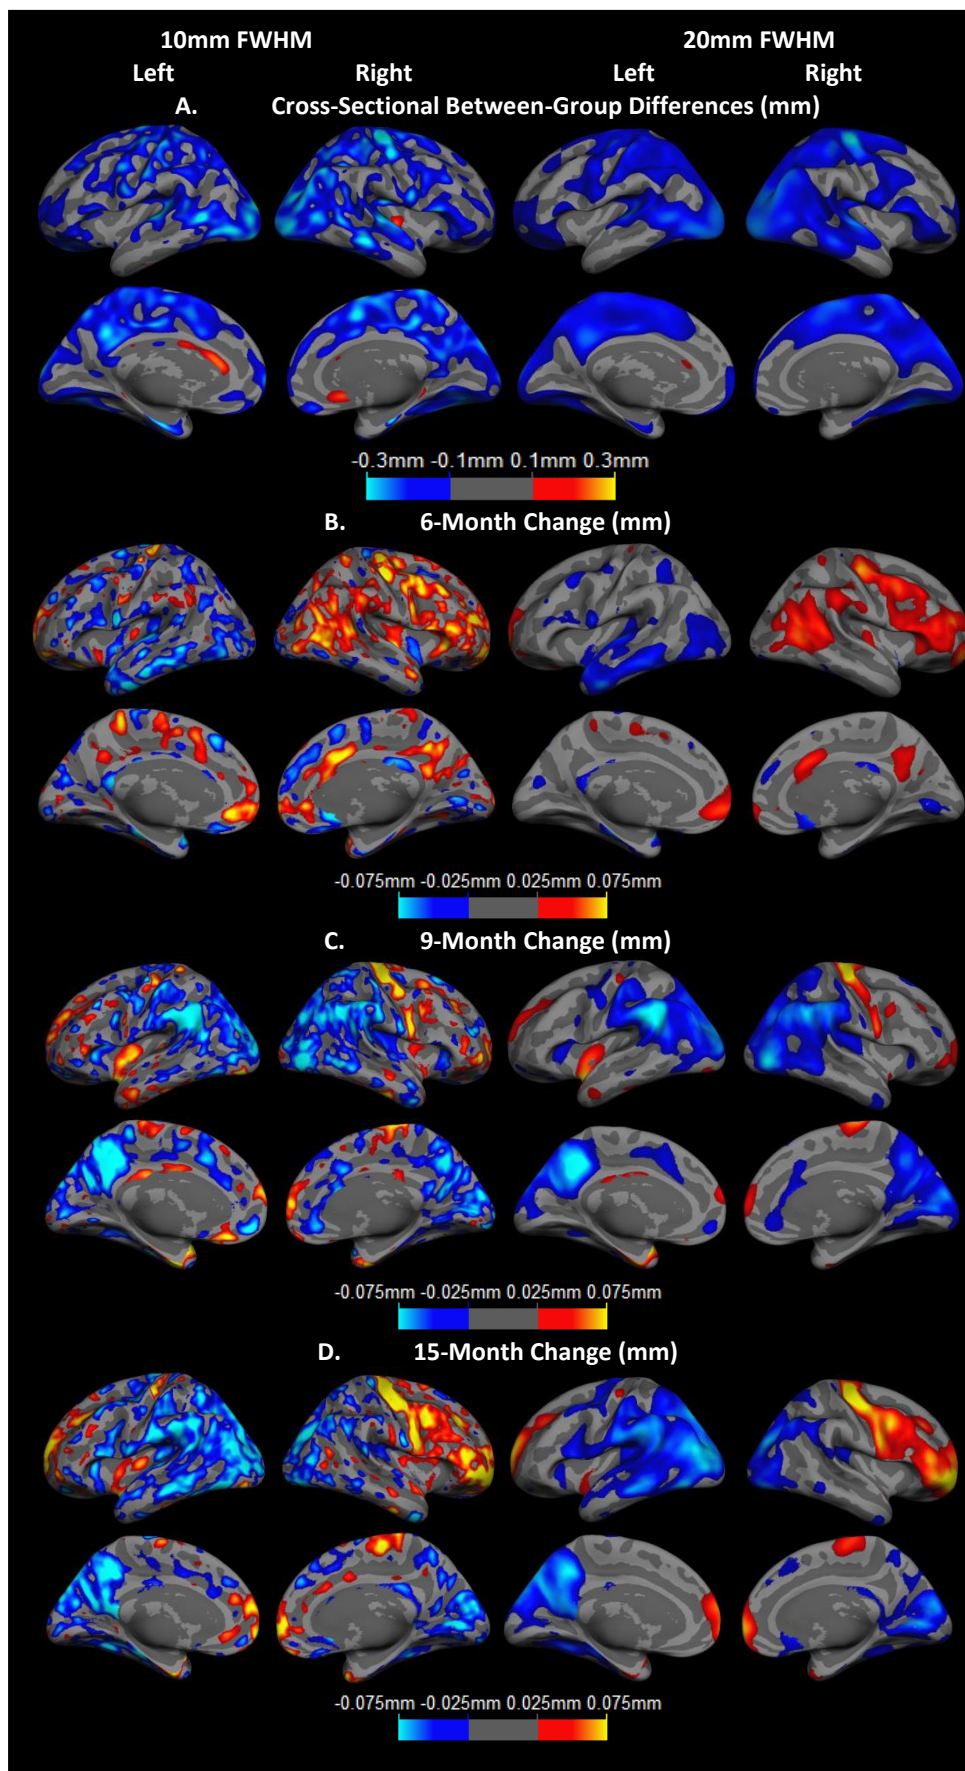 10mm FWHM 20mm FWHM
Left Right Left Right
A. Cross-Sectional Between-Group Differences (mm)
-0.3mm -0.1mm 0.1mm 0.3mm
B. 6-Month Change (mm)
-0.075mm -0.025mm 0.025mm 0.075mm
C. 9-Month Change (mm)
-0.075mm -0.025mm 0.025mm 0.075mm
D. 15-Month Change (mm)
-0.075mm -0.025mm 0.025mm 0.075mm